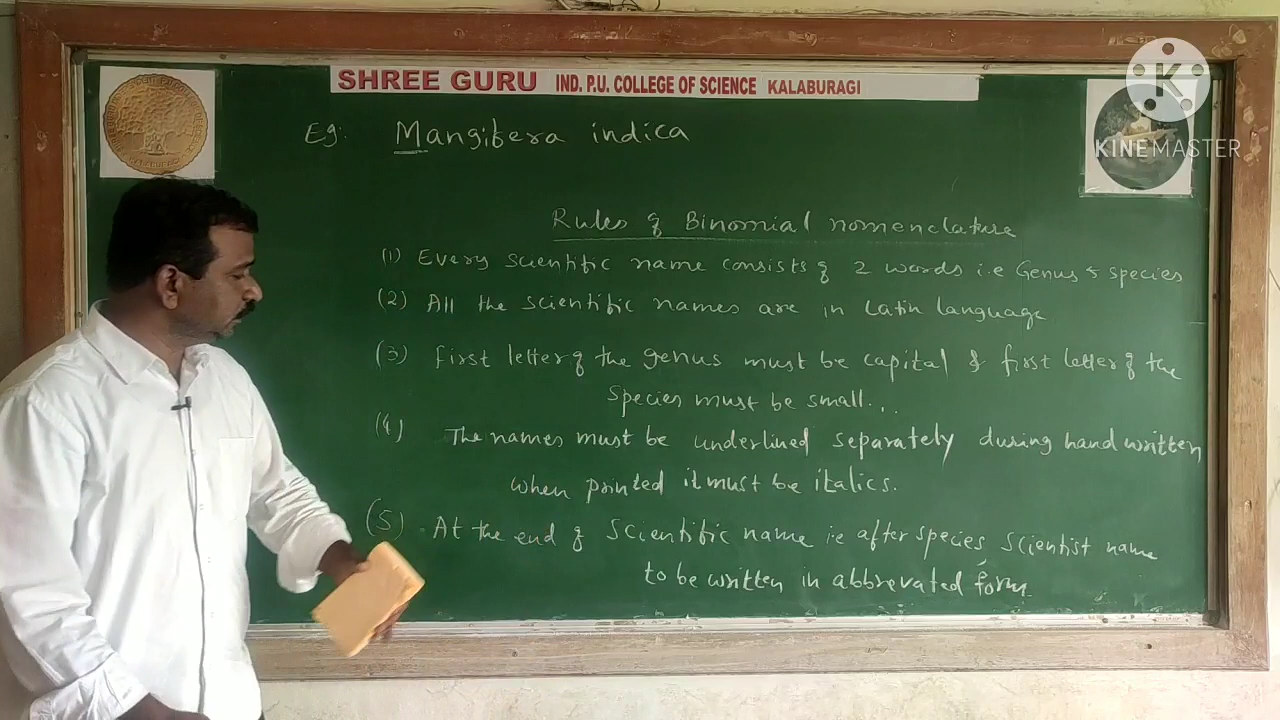 SHREE GURU IND. P.U. COLLEGE OF SCIENCE KALABURAGI
K
KINEMASTER
Eg: Mangifera indica
Rules of Binomial nomenclature
(1) Every scientific name consists of 2 words i.e Genus & species
(2) All the scientific names are in Latin language
(3) First letter of the genus must be capital & first letter of the
species must be small...
(4) The names must be underlined separately during hand written
when printed it must be italics.
(5) At the end of scientific name ie after species, scientist name
to be written in abbrevated form.